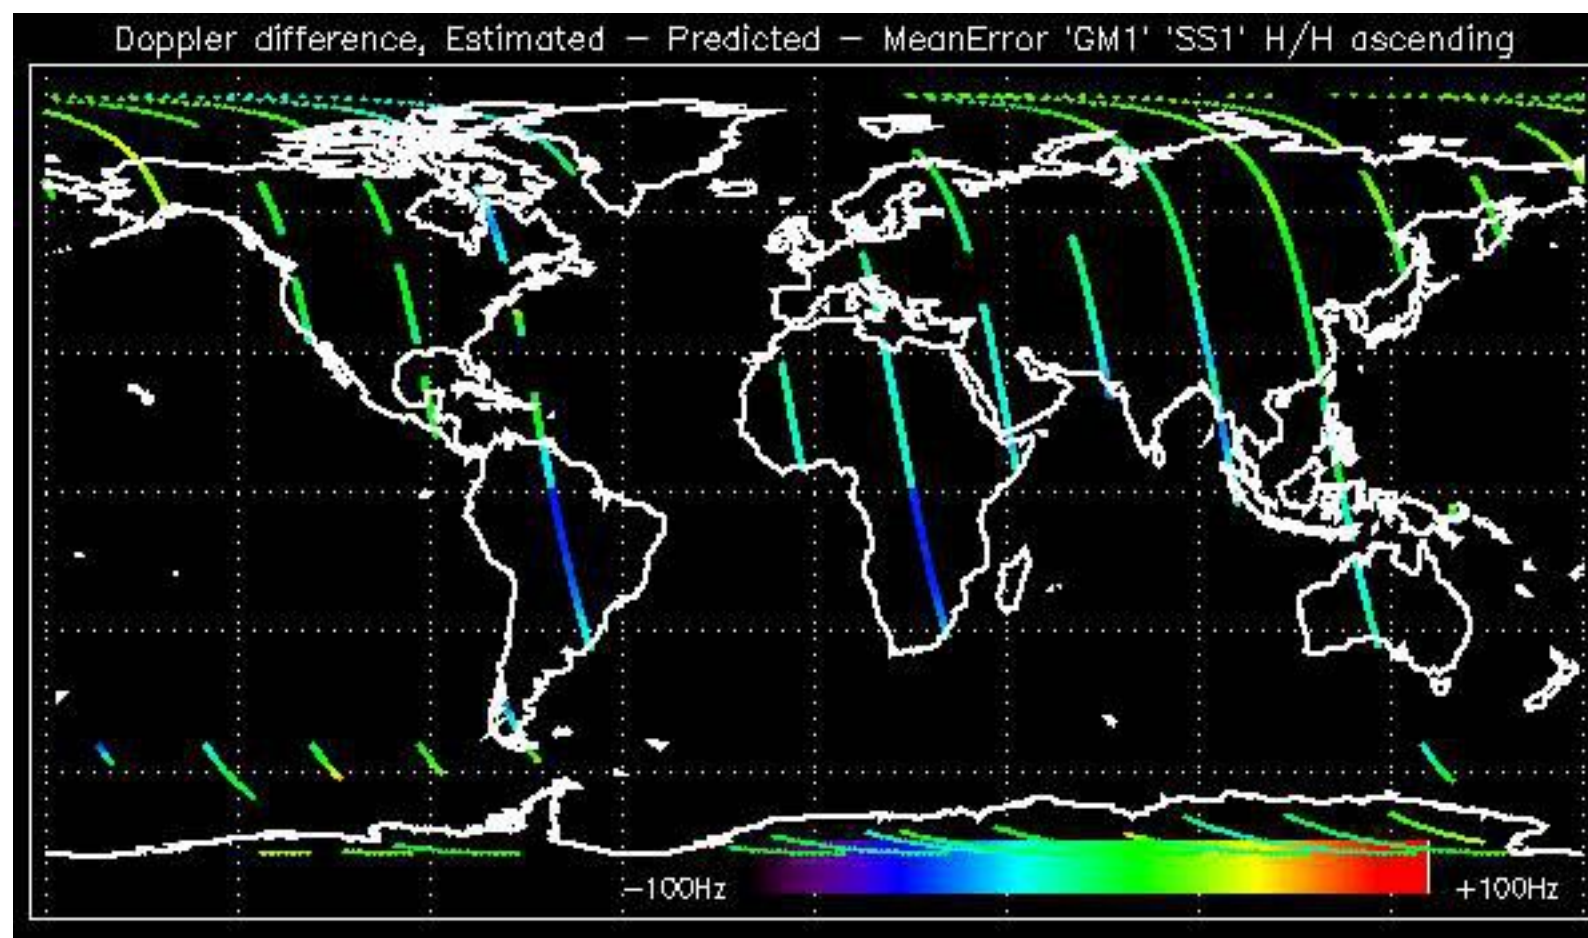 Doppler difference, Estimated – Predicted – MeanError 'GM1' 'SS1' H/H ascending
-100Hz +100Hz